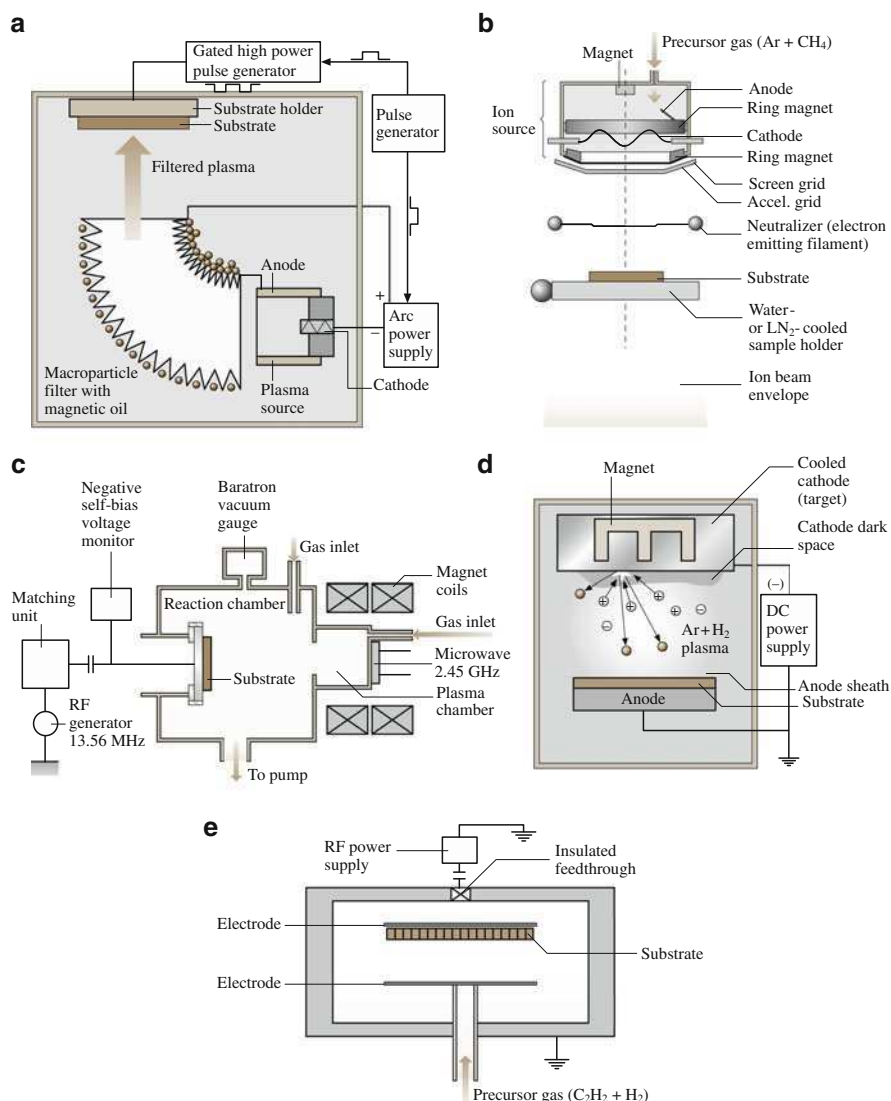 a
Gated high power
pulse generator
Substrate holder
Substrate
Pulse
generator
Filtered plasma
Anode
+
–
Arc
power
supply
Macroparticle
filter with
magnetic oil
Plasma
source
Cathode
b
Precursor gas (Ar + CH₄)
Magnet
Ion
source
Anode
Ring magnet
Cathode
Ring magnet
Screen grid
Accel. grid
Neutralizer (electron
emitting filament)
Substrate
Water-
or LN₂- cooled
sample holder
Ion beam
envelope
c
Negative
self-bias
voltage
monitor
Baratron
vacuum
gauge
Gas inlet
Magnet
coils
Matching
unit
Reaction chamber
Gas inlet
Microwave
2.45 GHz
Substrate
Plasma
chamber
RF
generator
13.56 MHz
To pump
d
Magnet
Cooled
cathode
(target)
Cathode dark
space
(–)
DC
power
supply
+
+
+
–
–
Ar + H₂
plasma
Anode sheath
Substrate
Anode
e
RF power
supply
Insulated
feedthrough
Electrode
Substrate
Electrode
Precursor gas (C₂H₂ + H₂)